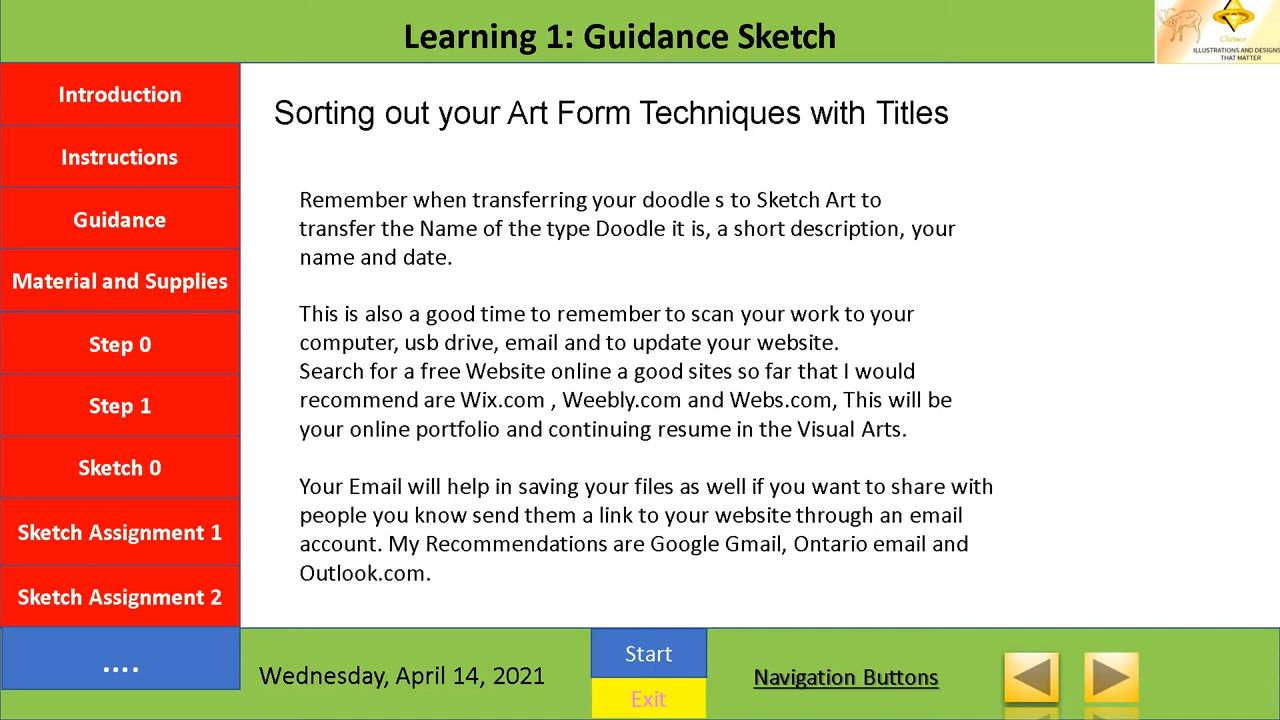 Learning 1: Guidance Sketch
Chrisco
ILLUSTRATIONS AND DESIGNS
THAT MATTER
Introduction
Instructions
Guidance
Material and Supplies
Step 0
Step 1
Sketch 0
Sketch Assignment 1
Sketch Assignment 2
....
Sorting out your Art Form Techniques with Titles
Remember when transferring your doodle s to Sketch Art to
transfer the Name of the type Doodle it is, a short description, your
name and date.
This is also a good time to remember to scan your work to your
computer, usb drive, email and to update your website.
Search for a free Website online a good sites so far that I would
recommend are Wix.com , Weebly.com and Webs.com, This will be
your online portfolio and continuing resume in the Visual Arts.
Your Email will help in saving your files as well if you want to share with
people you know send them a link to your website through an email
account. My Recommendations are Google Gmail, Ontario email and
Outlook.com.
Wednesday, April 14, 2021
Start
Exit
Navigation Buttons